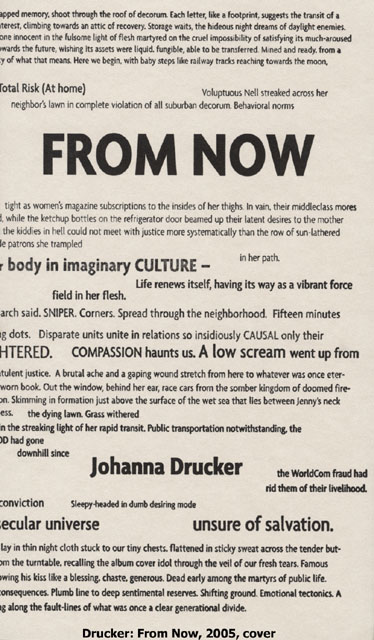 apped memory, shoot through the roof of decorum. Each letter, like a footprint, suggests the transit of a
terest, climbing towards an attic of recovery. Storage waits, the hideous night dreams of daylight enemies.
one innocent in the fulsome light of flesh martyred on the cruel impossibility of satisfying its much-aroused
owards the future, wishing its assets were liquid, fungible, able to be transferred. Mined and ready, from a
y of what that means. Here we begin, with baby steps like railway tracks reaching towards the moon,
Total Risk (At home)
Voluptuous Nell streaked across her
neighbor's lawn in complete violation of all suburban decorum. Behavioral norms
FROM NOW
tight as women's magazine subscriptions to the insides of her thighs. In vain, their middleclass mores
l, while the ketchup bottles on the refrigerator door beamed up their latent desires to the mother
the kiddies in hell could not meet with justice more systematically than the row of sun-lathered
le patrons she trampled
in her path.
r body in imaginary CULTURE –
Life renews itself, having its way as a vibrant force
field in her flesh.
arch said. SNIPER. Corners. Spread through the neighborhood. Fifteen minutes
g dots. Disparate units unite in relations so insidiously CAUSAL only their
HTERED. COMPASSION haunts us. A low scream went up from
tulent justice. A brutal ache and a gaping wound stretch from here to whatever was once eter-
worn book. Out the window, behind her ear, race cars from the somber kingdom of doomed fire-
on. Skimming in formation just above the surface of the wet sea that lies between Jenny's neck
ess. the dying lawn. Grass withered
in the streaking light of her rapid transit. Public transportation notwithstanding, the
OD had gone
downhill since
Johanna Drucker
the WorldCom fraud had
rid them of their livelihood.
conviction Sleepy-headed in dumb desiring mode
secular universe unsure of salvation.
lay in thin night cloth stuck to our tiny chests, flattened in sticky sweat across the tender but-
om the turntable, recalling the album cover idol through the veil of our fresh tears. Famous
owing his kiss like a blessing, chaste, generous. Dead early among the martyrs of public life.
consequences. Plumb line to deep sentimental reserves. Shifting ground. Emotional tectonics. A
g along the fault-lines of what was once a clear generational divide.
Drucker: From Now, 2005, cover